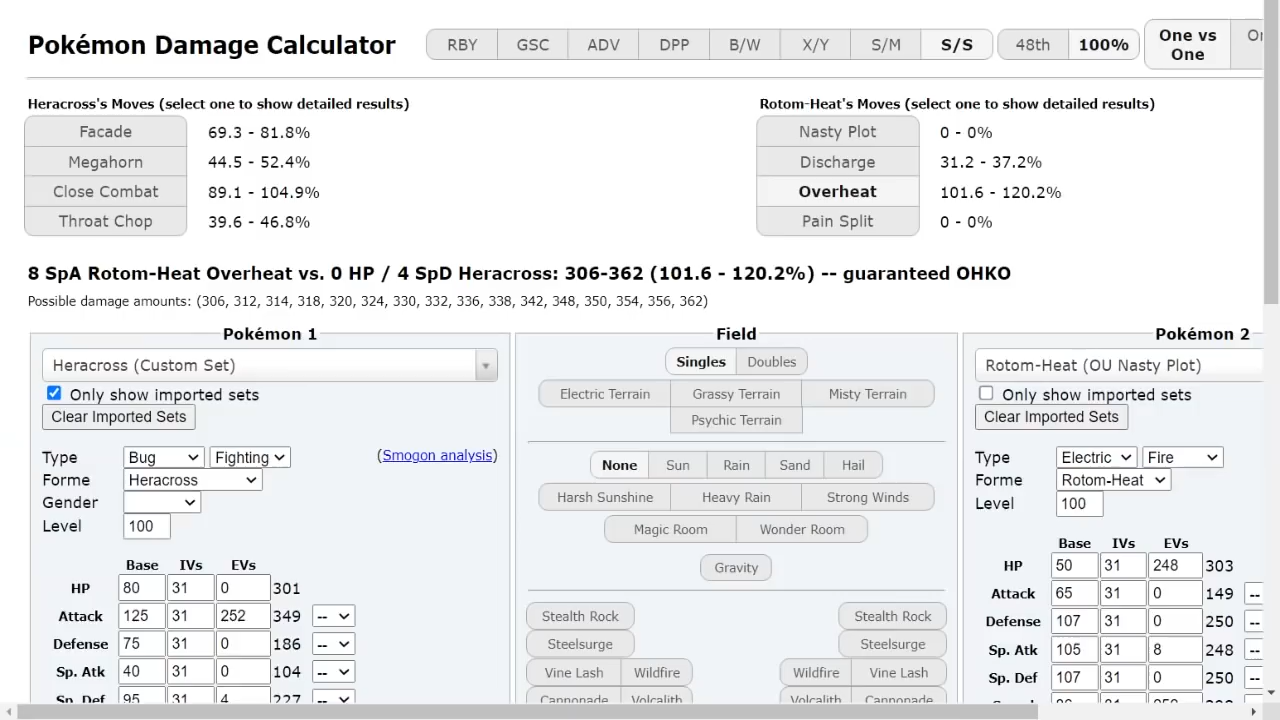 Pokémon Damage Calculator
RBY GSC ADV DPP B/W X/Y S/M S/S 48th 100% One vs One
Heracross's Moves (select one to show detailed results)
Facade 69.3 - 81.8%
Megahorn 44.5 - 52.4%
Close Combat 89.1 - 104.9%
Throat Chop 39.6 - 46.8%
Rotom-Heat's Moves (select one to show detailed results)
Nasty Plot 0 - 0%
Discharge 31.2 - 37.2%
Overheat 101.6 - 120.2%
Pain Split 0 - 0%
8 SpA Rotom-Heat Overheat vs. 0 HP / 4 SpD Heracross: 306-362 (101.6 - 120.2%) -- guaranteed OHKO
Possible damage amounts: (306, 312, 314, 318, 320, 324, 330, 332, 336, 338, 342, 348, 350, 354, 356, 362)
Pokémon 1
Heracross (Custom Set)
Only show imported sets
Clear Imported Sets
Type Bug Fighting (Smogon analysis)
Forme Heracross
Gender
Level 100
Base IVs EVs
HP 80 31 0 301
Attack 125 31 252 349 --
Defense 75 31 0 186 --
Sp. Atk 40 31 0 104 --
Sp. Def 95 31 4 227
Field
Singles Doubles
Electric Terrain Grassy Terrain Misty Terrain
Psychic Terrain
None Sun Rain Sand Hail
Harsh Sunshine Heavy Rain Strong Winds
Magic Room Wonder Room
Gravity
Stealth Rock Stealth Rock
Steelsurge Steelsurge
Vine Lash Wildfire Wildfire Vine Lash
Cannonade Volcalith Volcalith Cannonade
Pokémon 2
Rotom-Heat (OU Nasty Plot)
Only show imported sets
Clear Imported Sets
Type Electric Fire
Forme Rotom-Heat
Level 100
Base IVs EVs
HP 50 31 248 303
Attack 65 31 0 149 --
Defense 107 31 0 250 --
Sp. Atk 105 31 8 248 --
Sp. Def 107 31 0 250 --